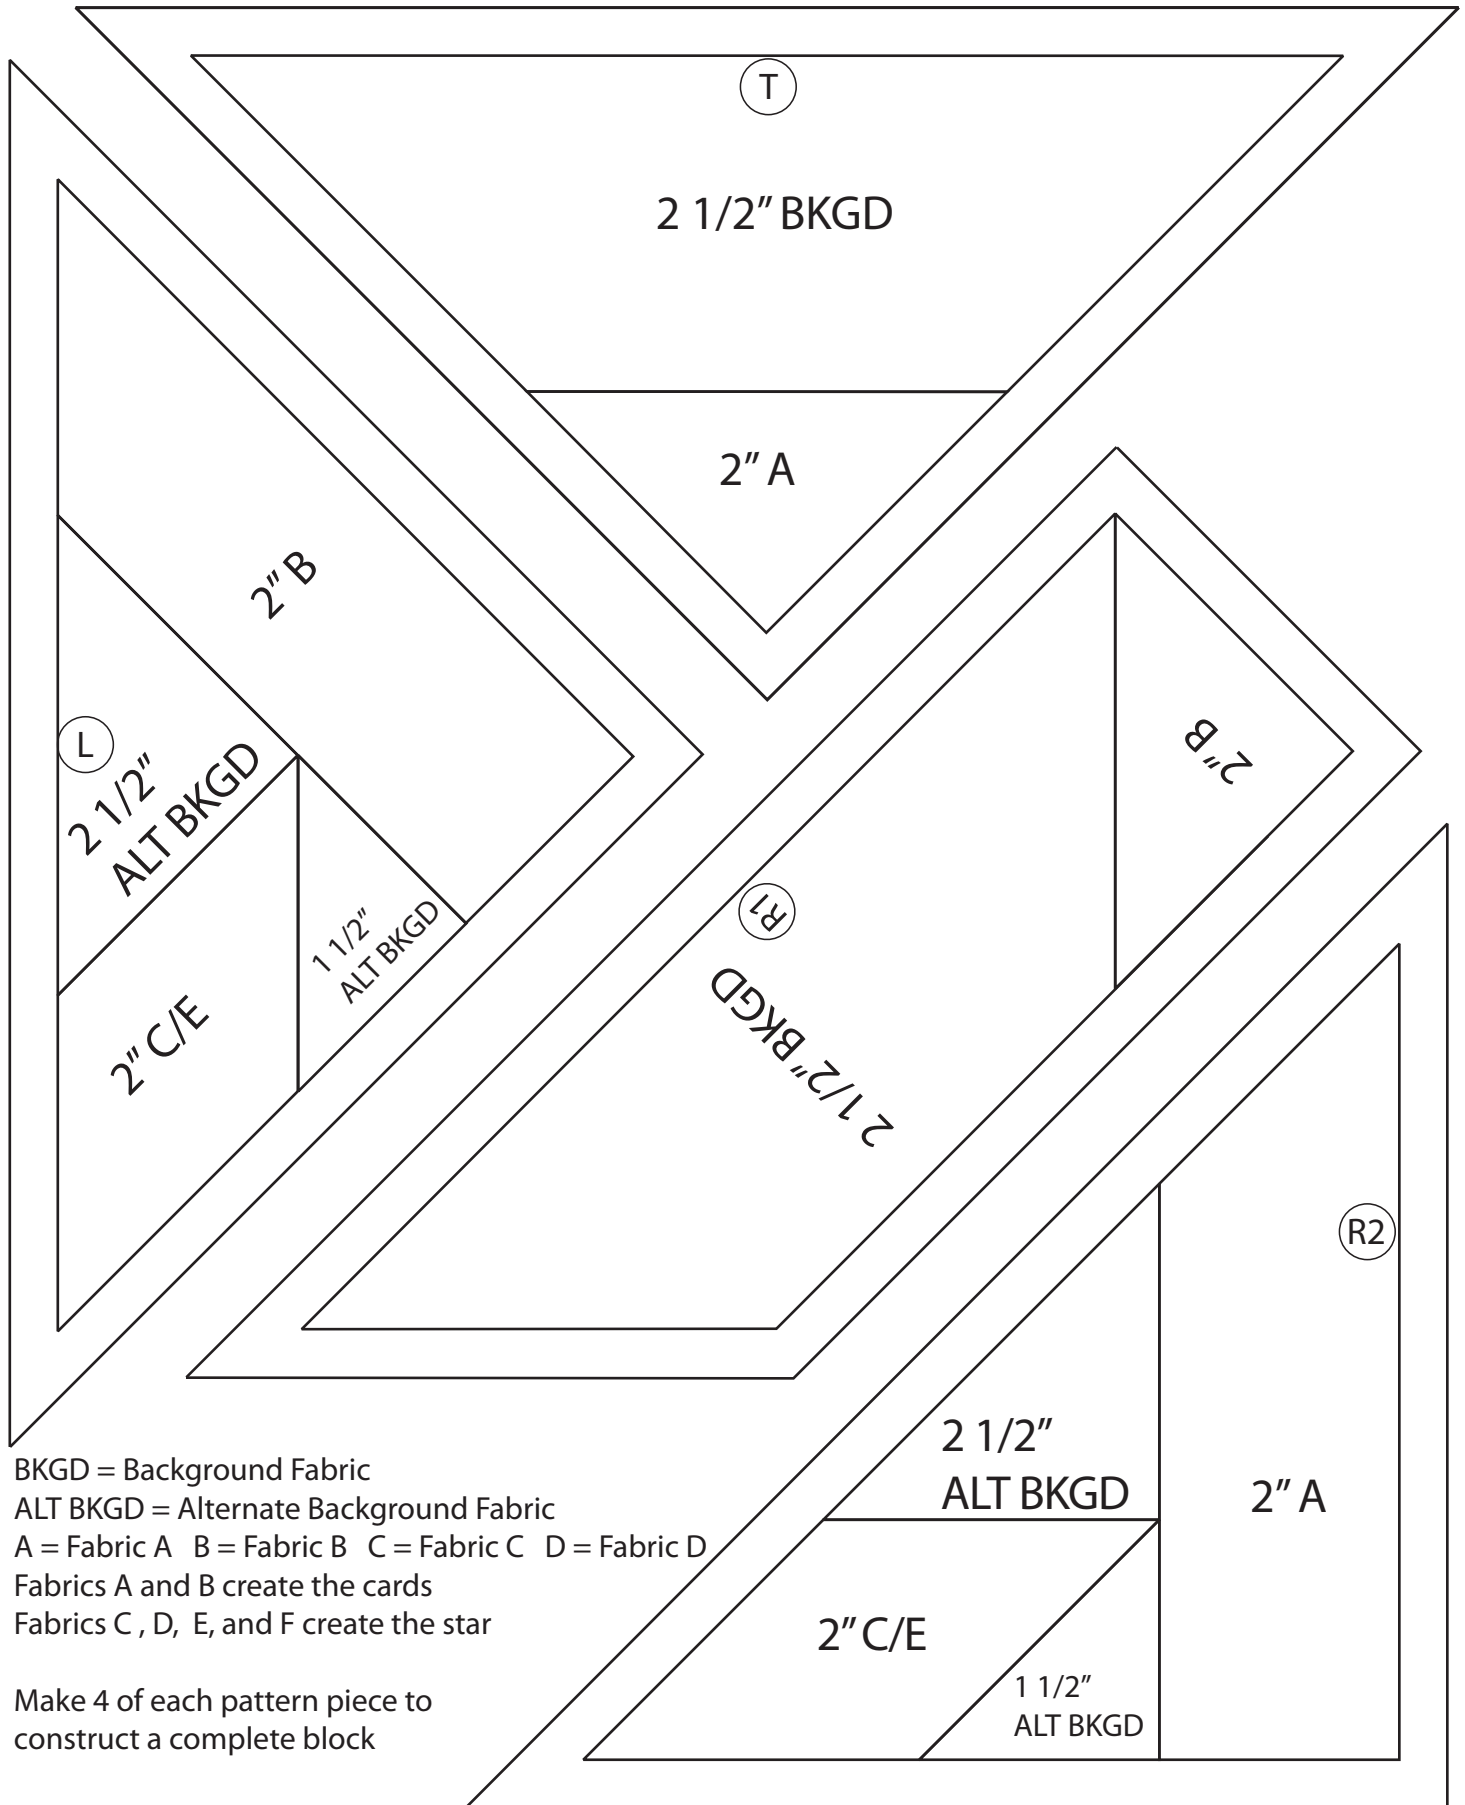 T
2 1/2” BKGD
2” A
2” B
L
2 1/2”
ALT BKGD
1 1/2”
ALT BKGD
2” C/E
2” B
R1
2 1/2” BKGD
R2
2 1/2”
ALT BKGD
2” A
2” C/E
1 1/2”
ALT BKGD
BKGD = Background Fabric
ALT BKGD = Alternate Background Fabric
A = Fabric A B = Fabric B C = Fabric C D = Fabric D
Fabrics A and B create the cards
Fabrics C , D, E, and F create the star
Make 4 of each pattern piece to
construct a complete block